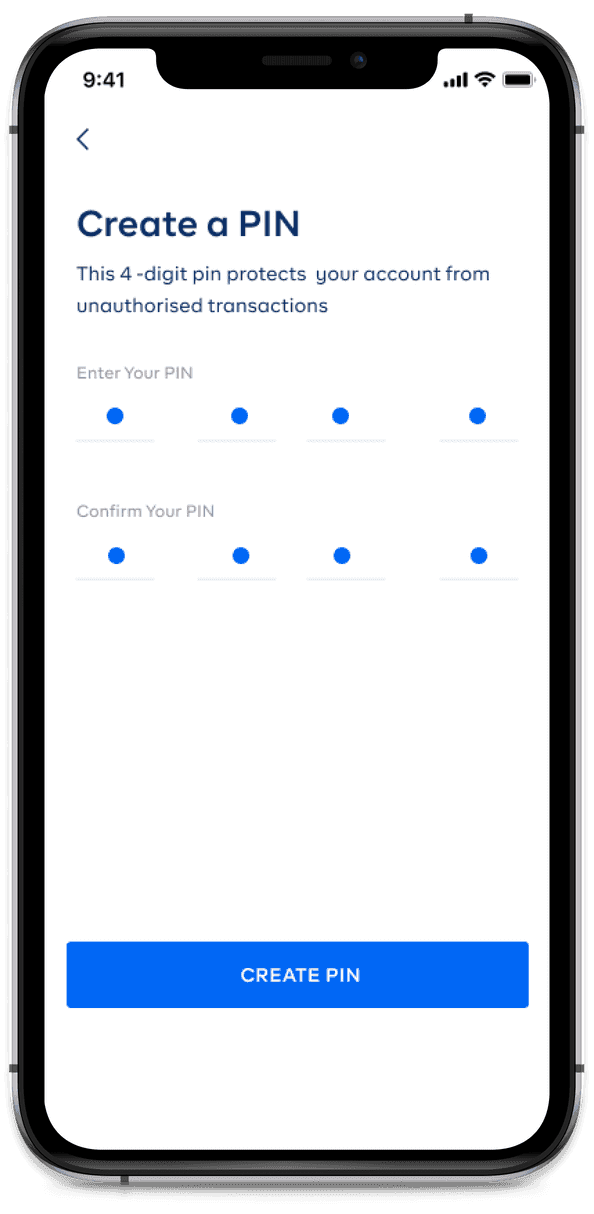 9:41
Create a PIN
This 4 -digit pin protects  your account from
unauthorised transactions
Enter Your PIN
Confirm Your PIN
CREATE PIN